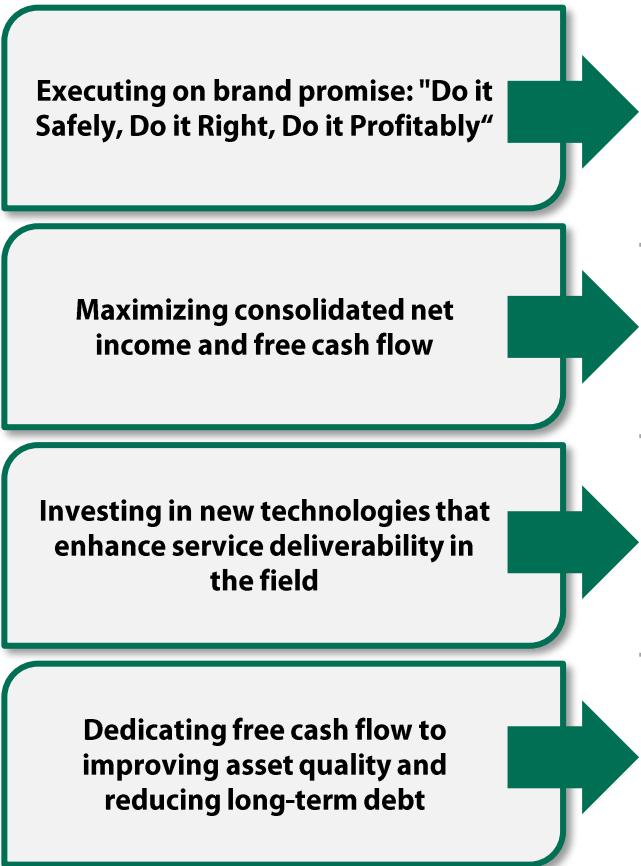 Executing on brand promise: "Do it
Safely, Do it Right, Do it Profitably“
Maximizing consolidated net
income and free cash flow
Investing in new technologies that
enhance service deliverability in
the field
Dedicating free cash flow to
improving asset quality and
reducing long-term debt